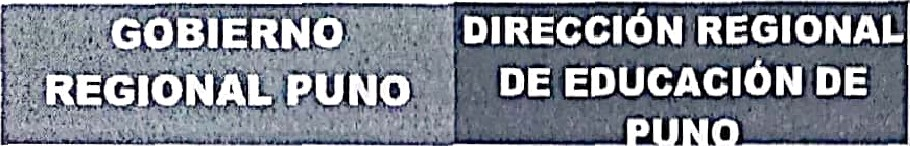 GOBIERNO
REGIONAL PUNO
DIRECCIÓN REGIONAL
DE EDUCACIÓN DE
PUNO